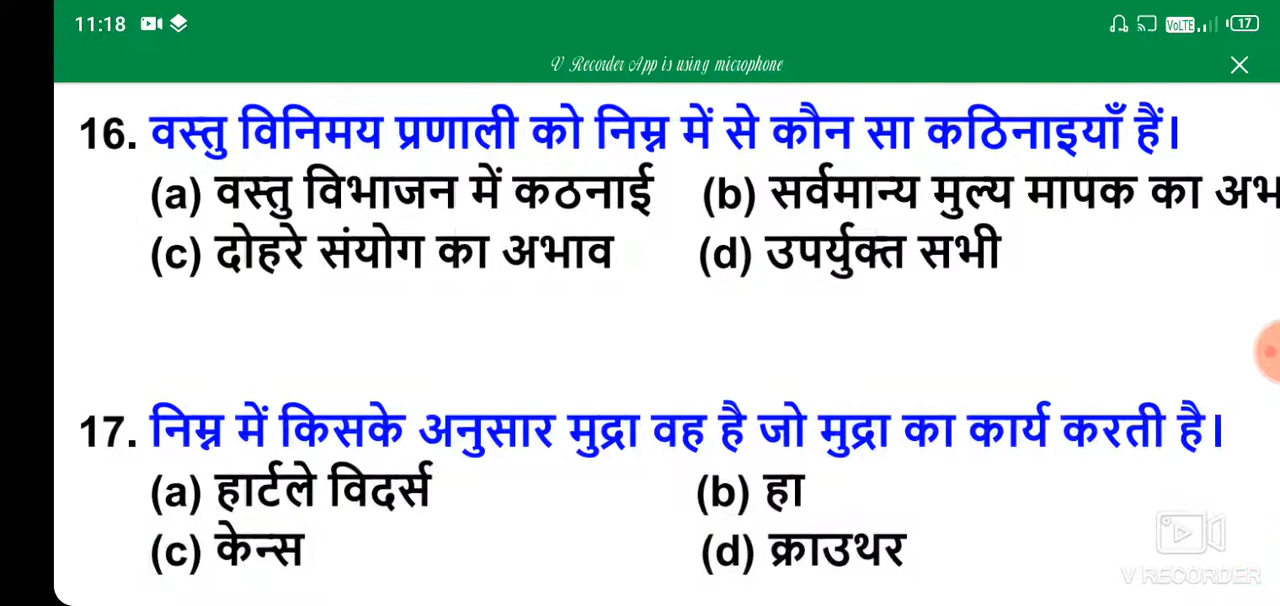 11:18 VoLTE 17
V Recorder App is using microphone
16. वस्तु विनिमय प्रणाली को निम्न में से कौन सा कठिनाइयाँ हैं।
(a) वस्तु विभाजन में कठनाई (b) सर्वमान्य मुल्य मापक का अभ
(c) दोहरे संयोग का अभाव (d) उपर्युक्त सभी
17. निम्न में किसके अनुसार मुद्रा वह है जो मुद्रा का कार्य करती है।
(a) हार्टले विदर्स (b) हा
(c) केन्स (d) क्राउथर
V RECORDER